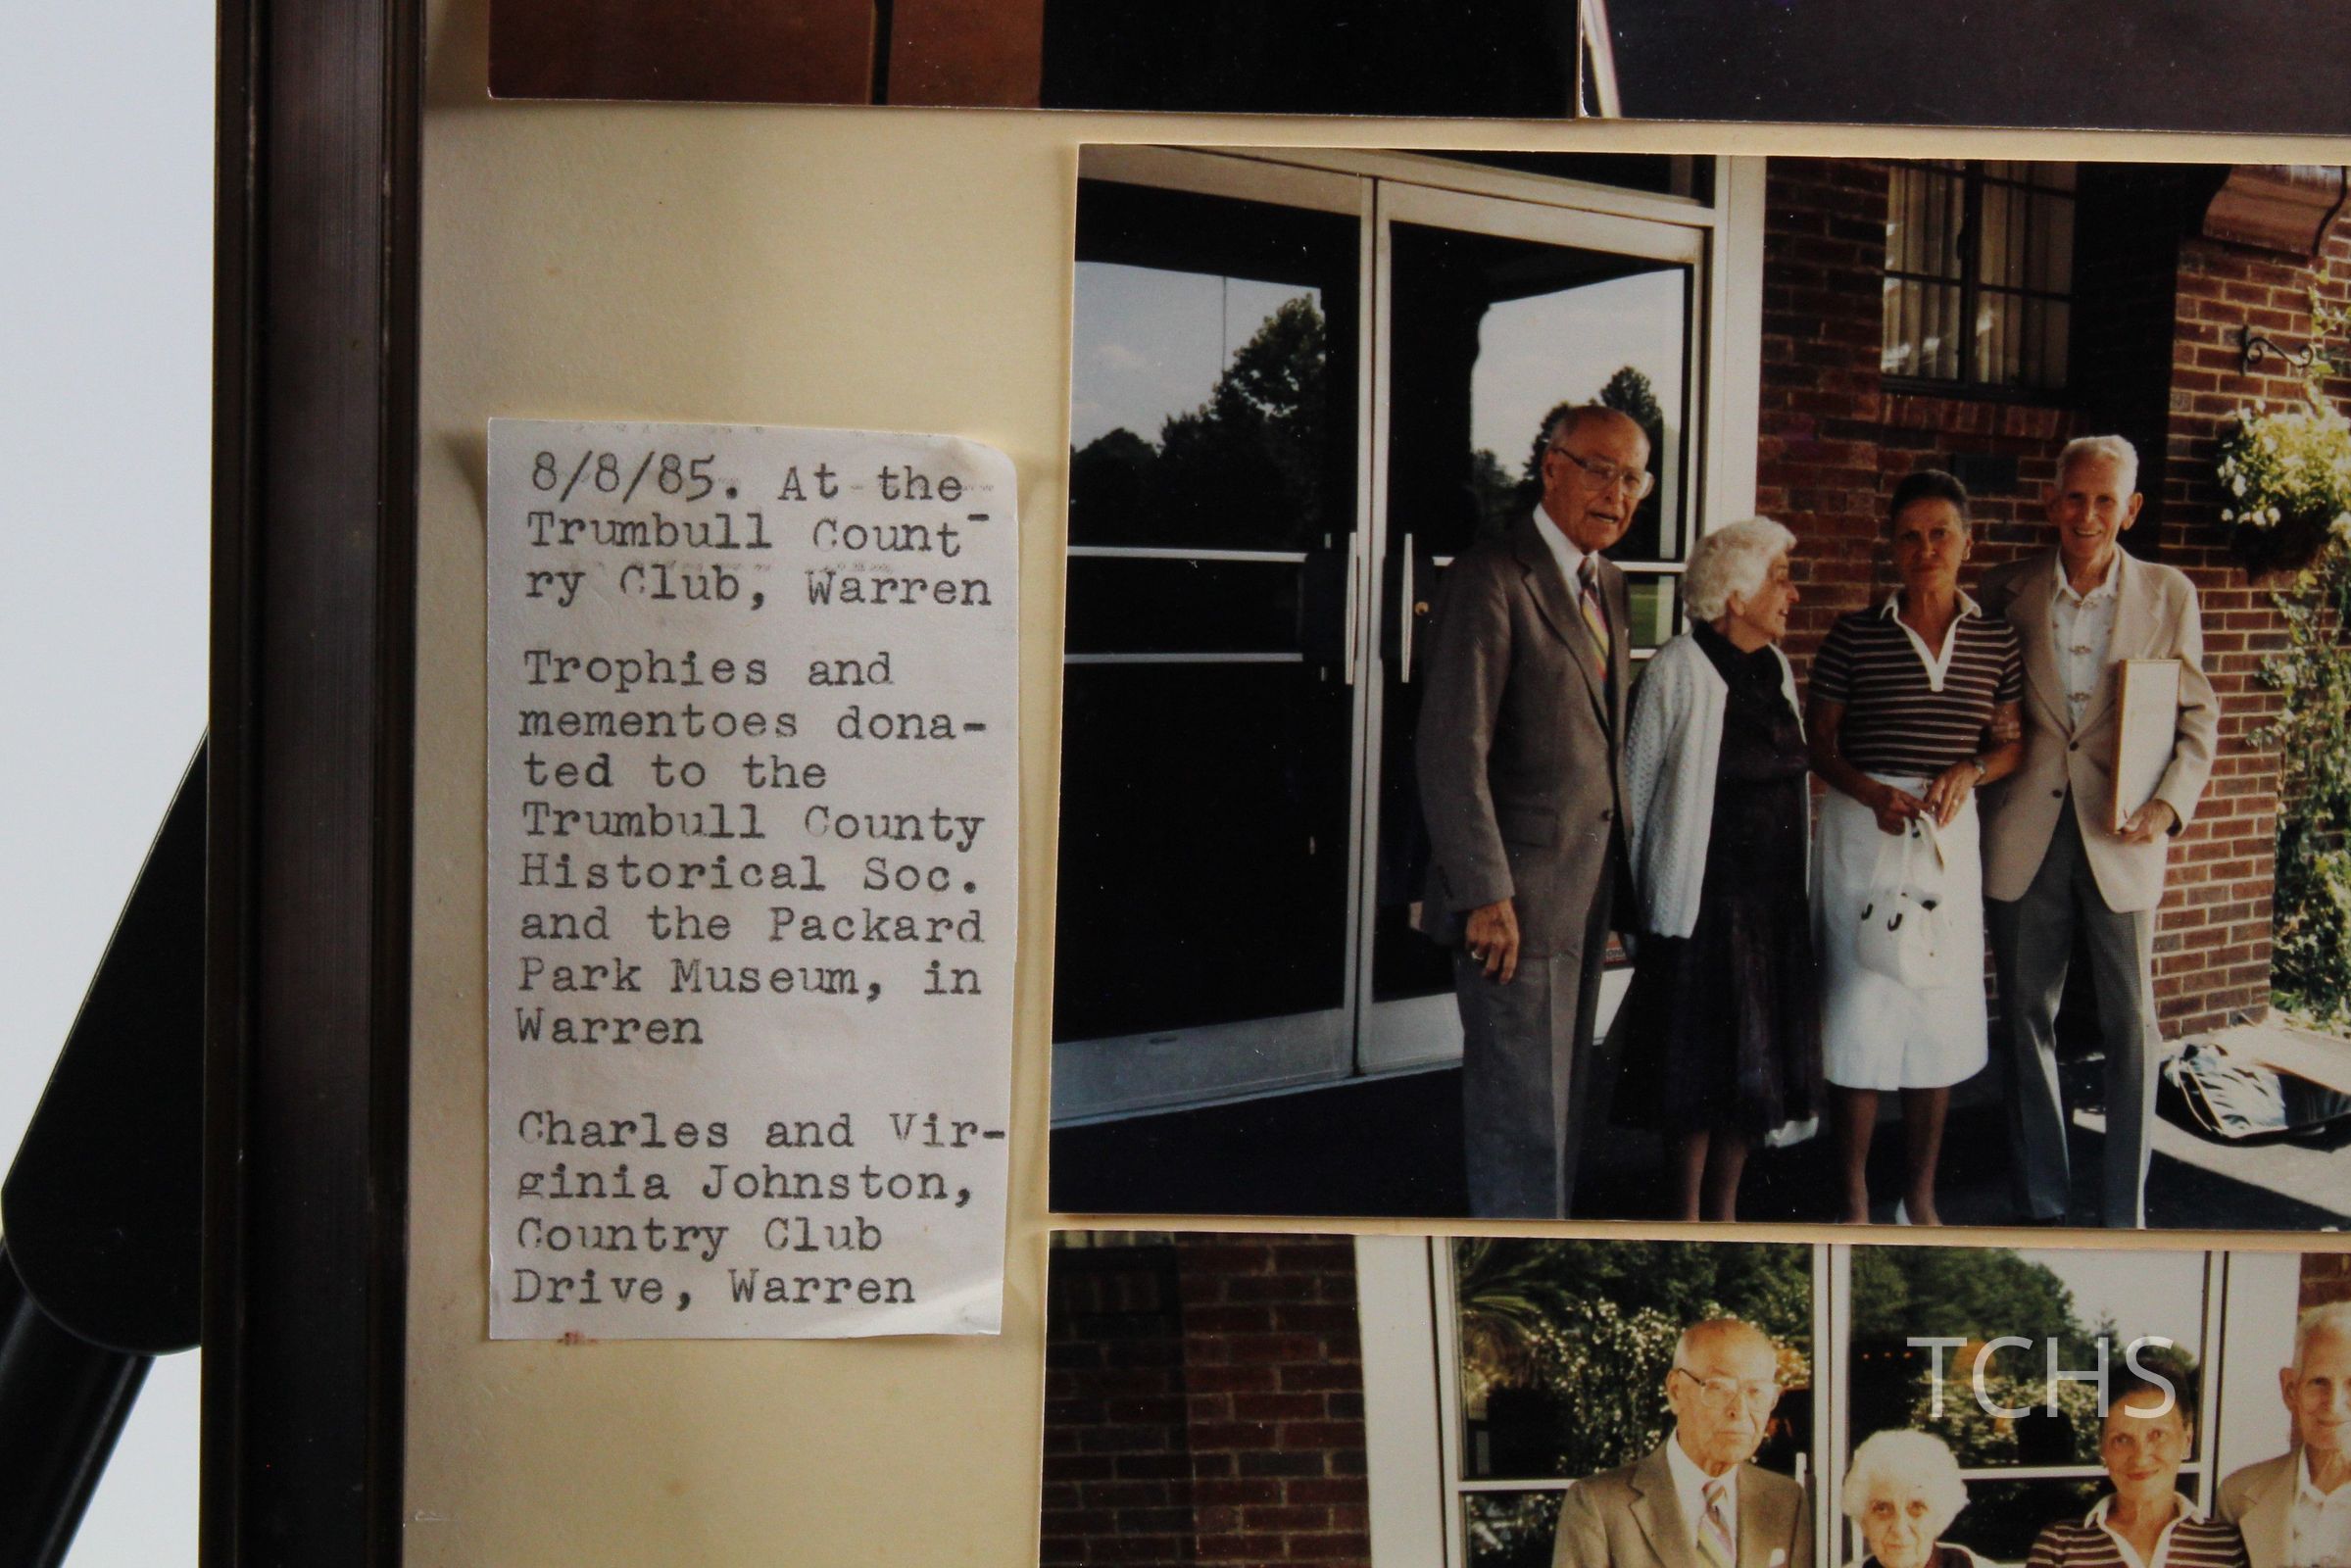 8/8/85. At the
Trumbull Count-
ry Club, Warren
Trophies and
mementoes dona-
ted to the
Trumbull County
Historical Soc.
and the Packard
Park Museum, in
Warren
Charles and Vir-
ginia Johnston,
Country Club
Drive, Warren
TCHS